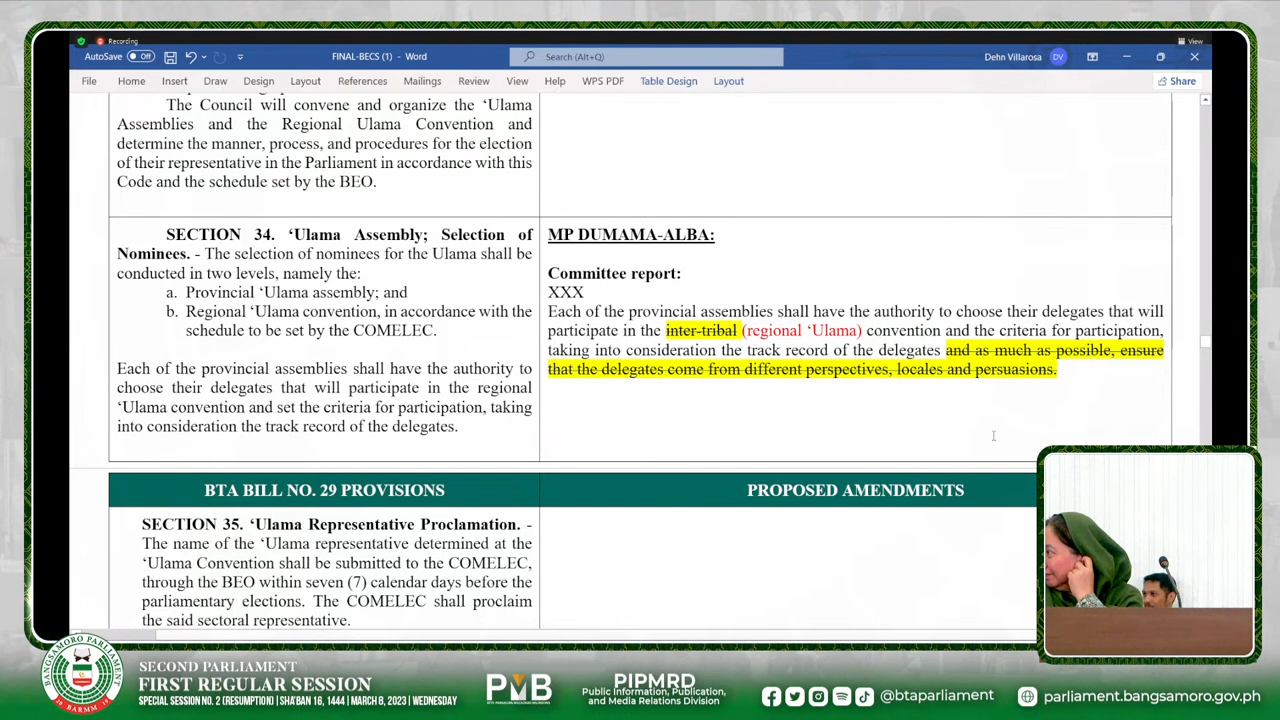 Recording
View
AutoSave Off
FINAL-BECS (1) - Word
Search (Alt+Q)
Dehn Villarosa
DV
File Home Insert Draw Design Layout References Mailings Review View Help WPS PDF Table Design Layout
Share
The Council will convene and organize the ‘Ulama
Assemblies and the Regional Ulama Convention and
determine the manner, process, and procedures for the election
of their representative in the Parliament in accordance with this
Code and the schedule set by the BEO.
SECTION 34. ‘Ulama Assembly; Selection of
Nominees. - The selection of nominees for the Ulama shall be
conducted in two levels, namely the:
a. Provincial ‘Ulama assembly; and
b. Regional ‘Ulama convention, in accordance with the
schedule to be set by the COMELEC.
Each of the provincial assemblies shall have the authority to
choose their delegates that will participate in the regional
‘Ulama convention and set the criteria for participation, taking
into consideration the track record of the delegates.
MP DUMAMA-ALBA:
Committee report:
XXX
Each of the provincial assemblies shall have the authority to choose their delegates that will
participate in the inter-tribal (regional ‘Ulama) convention and the criteria for participation,
taking into consideration the track record of the delegates and as much as possible, ensure
that the delegates come from different perspectives, locales and persuasions.
BTA BILL NO. 29 PROVISIONS
PROPOSED AMENDMENTS
SECTION 35. ‘Ulama Representative Proclamation. -
The name of the ‘Ulama representative determined at the
‘Ulama Convention shall be submitted to the COMELEC,
through the BEO within seven (7) calendar days before the
parliamentary elections. The COMELEC shall proclaim
the said sectoral representative.
BANGSAMORO PARLIAMENT
BARMM
SECOND PARLIAMENT
FIRST REGULAR SESSION
SPECIAL SESSION NO. 2 (RESUMPTION) | SHA'BAN 16, 1444 | MARCH 8, 2023 | WEDNESDAY
PMB
PIPMRD
Public Information, Publication,
and Media Relations Division
@btaparliament
parliament.bangsamoro.gov.ph